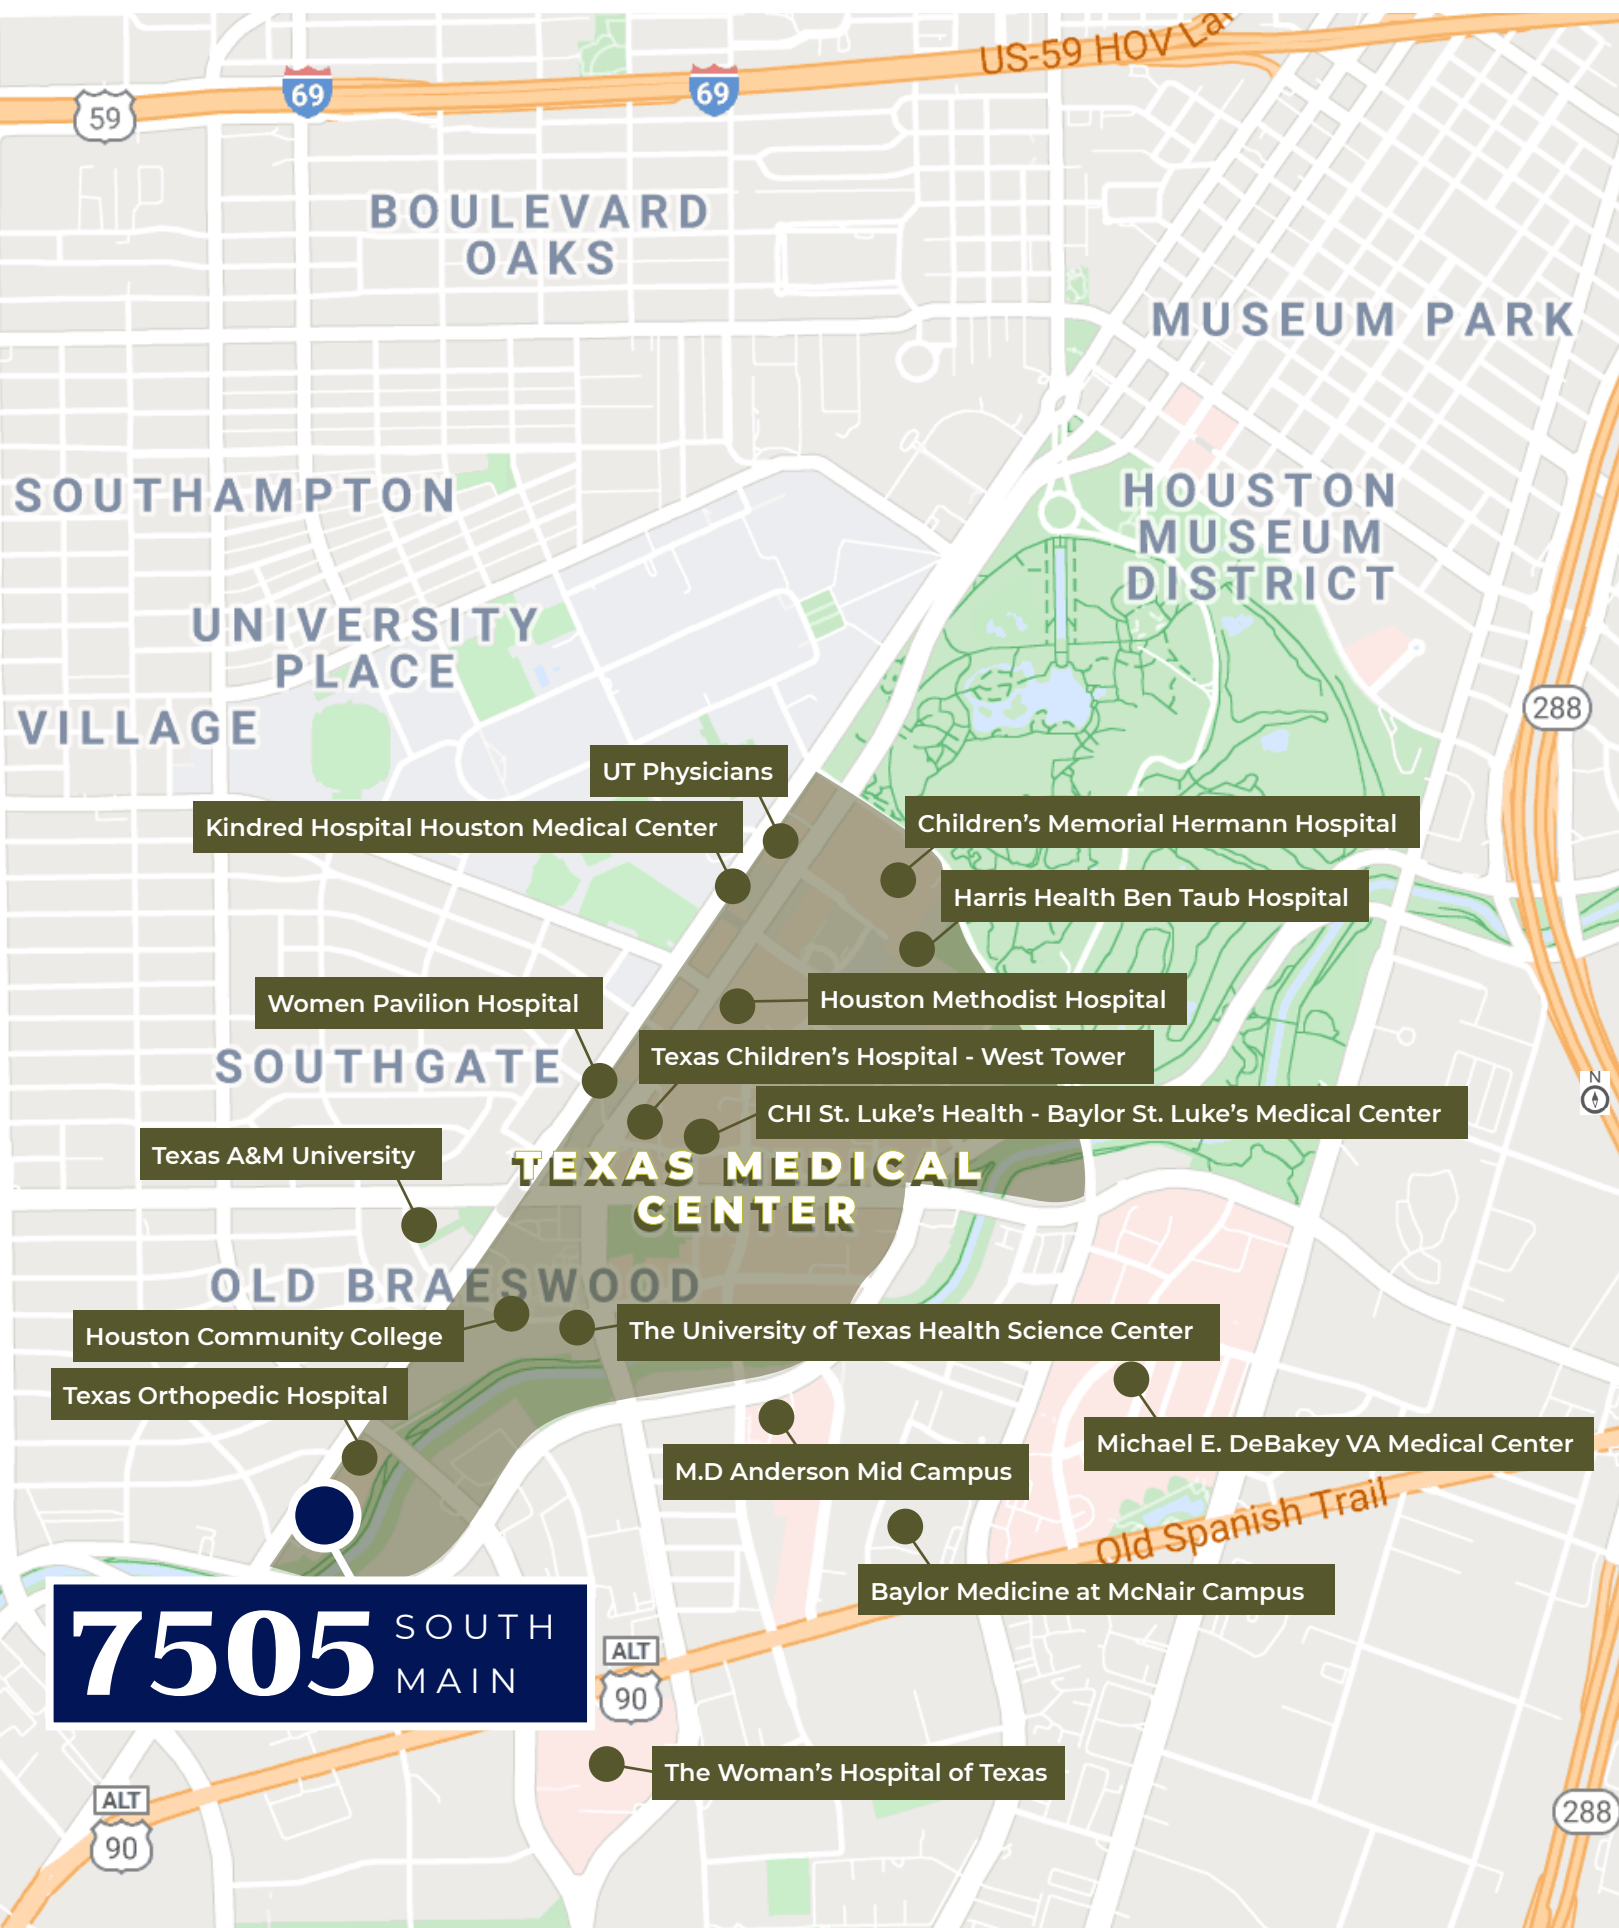 US-59 HOV
69
69
59
BOULEVARD
OAKS
MUSEUM PARK
SOUTHAMPTON
HOUSTON
MUSEUM
DISTRICT
UNIVERSITY
PLACE
VILLAGE
288
UT Physicians
Kindred Hospital Houston Medical Center
Children’s Memorial Hermann Hospital
Harris Health Ben Taub Hospital
Women Pavilion Hospital
Houston Methodist Hospital
SOUTHGATE
Texas Children’s Hospital - West Tower
N
CHI St. Luke’s Health - Baylor St. Luke’s Medical Center
Texas A&M University
TEXAS MEDICAL
CENTER
OLD BRAESWOOD
Houston Community College
The University of Texas Health Science Center
Texas Orthopedic Hospital
M.D Anderson Mid Campus
Michael E. DeBakey VA Medical Center
Old Spanish Trail
Baylor Medicine at McNair Campus
7505 SOUTH
MAIN
ALT
90
The Woman’s Hospital of Texas
ALT
90
288